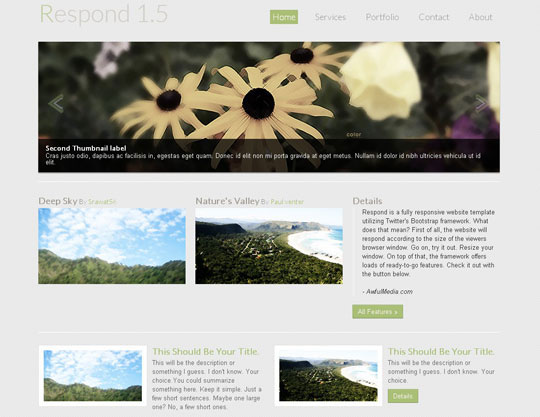 Respond 1.5
Home Services Portfolio Contact About
color
Second Thumbnail label
Cras justo odio, dapibus ac facilisis in, egestas eget quam. Donec id elit non mi porta gravida at eget metus. Nullam id dolor id nibh ultricies vehicula ut id
elit.
Deep Sky By Srawat56
Nature's Valley By Paul venter
Details
Respond is a fully responsive website template
utilizing Twitter's Bootstrap framework. What
does that mean? First of all, the website will
respond according to the size of the viewers
browser window. Go on, try it out. Resize your
window. On top of that, the framework offers
loads of ready-to-go features. Check it out with
the button below.
- AwfulMedia.com
All Features »
This Should Be Your Title.
This will be the description or
something I guess. I don't know. Your
choice.You could summarize
something here. Keep it simple. Just a
few short sentences. Maybe one large
one? No, a few short ones.
This Should Be Your Title.
This will be the description or
something I guess. I don't know. Your
choice.
Details